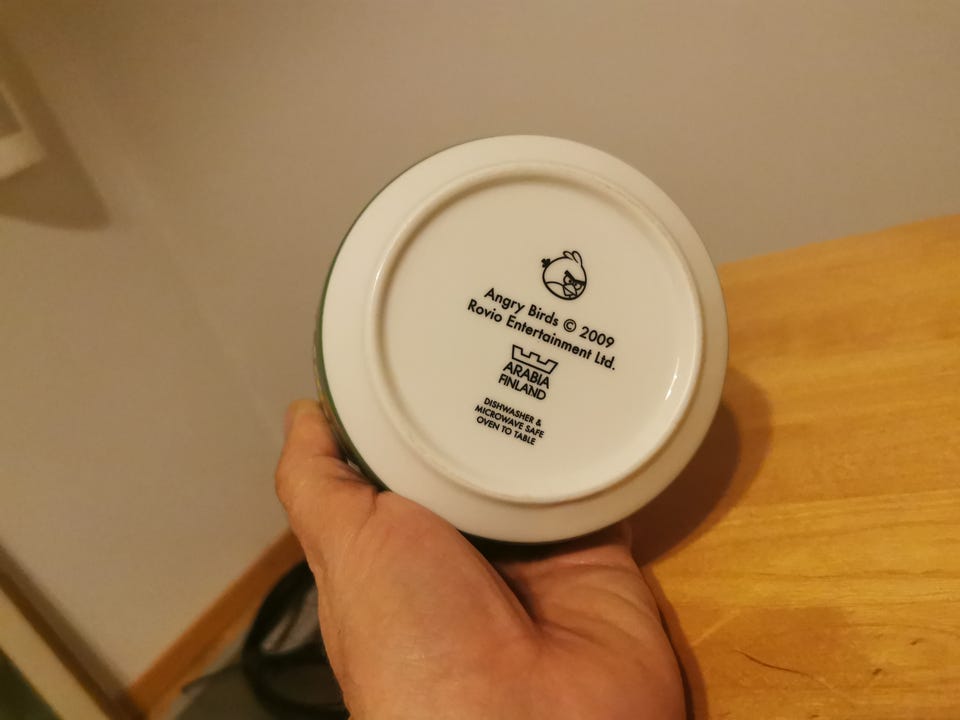 Angry Birds © 2009
Rovio Entertainment Ltd.
ARABIA
FINLAND
DISHWASHER &
MICROWAVE SAFE
OVEN TO TABLE